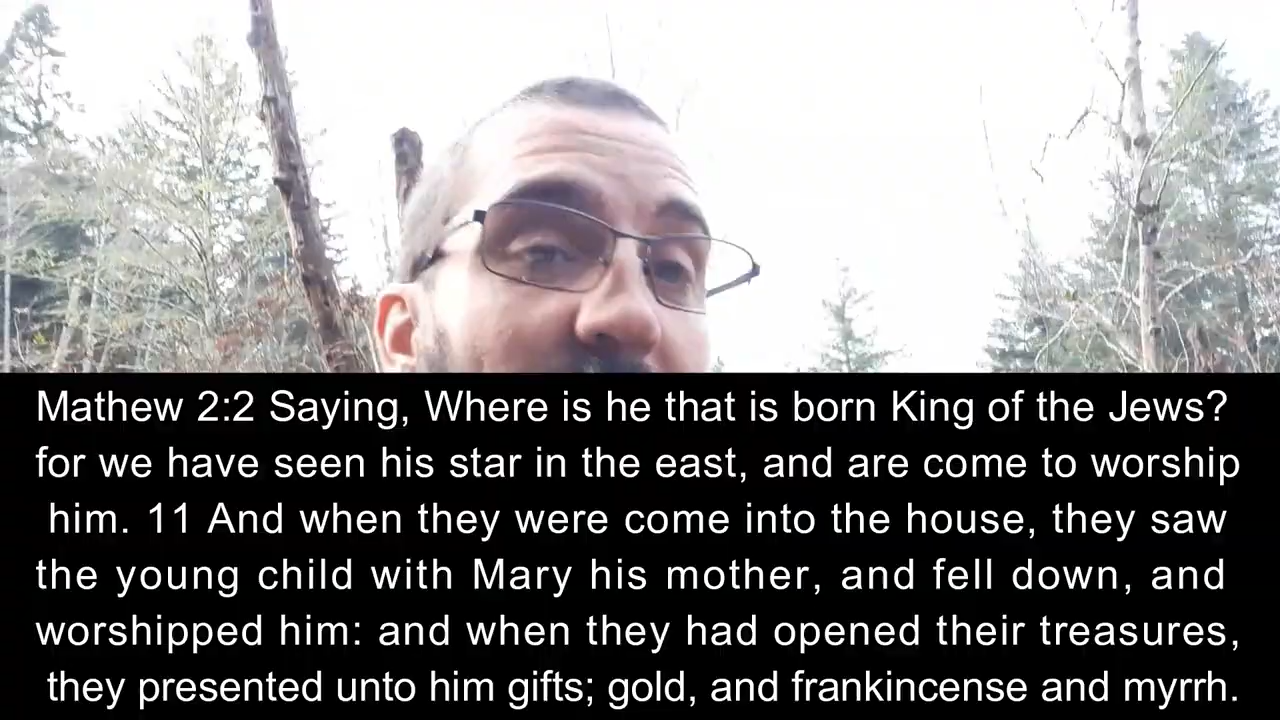 Mathew 2:2 Saying, Where is he that is born King of the Jews?
for we have seen his star in the east, and are come to worship
him. 11 And when they were come into the house, they saw
the young child with Mary his mother, and fell down, and
worshipped him: and when they had opened their treasures,
they presented unto him gifts; gold, and frankincense and myrrh.